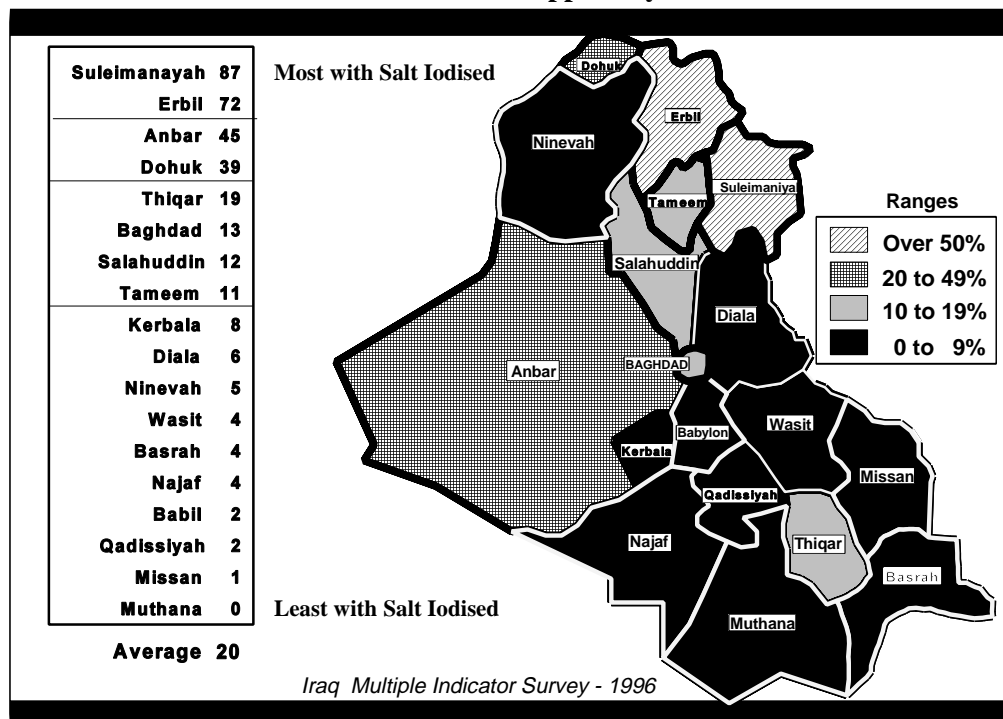 Suleimanayah 87
Erbil 72
Anbar 45
Dohuk 39
Thiqar 19
Baghdad 13
Salahuddin 12
Tameem 11
Kerbala 8
Diala 6
Ninevah 5
Wasit 4
Basrah 4
Najaf 4
Babil 2
Qadissiyah 2
Missan 1
Muthana 0
Average 20
Most with Salt Iodised
Least with Salt Iodised
Dohuk
Erbil
Ninevah
Suleimaniya
Tameem
Salahuddin
Diala
BAGHDAD
Anbar
Wasit
Babylon
Kerbala
Missan
Qadissiyah
Najaf
Thiqar
Basrah
Muthana
Ranges
Over 50%
20 to 49%
10 to 19%
0 to 9%
Iraq Multiple Indicator Survey - 1996